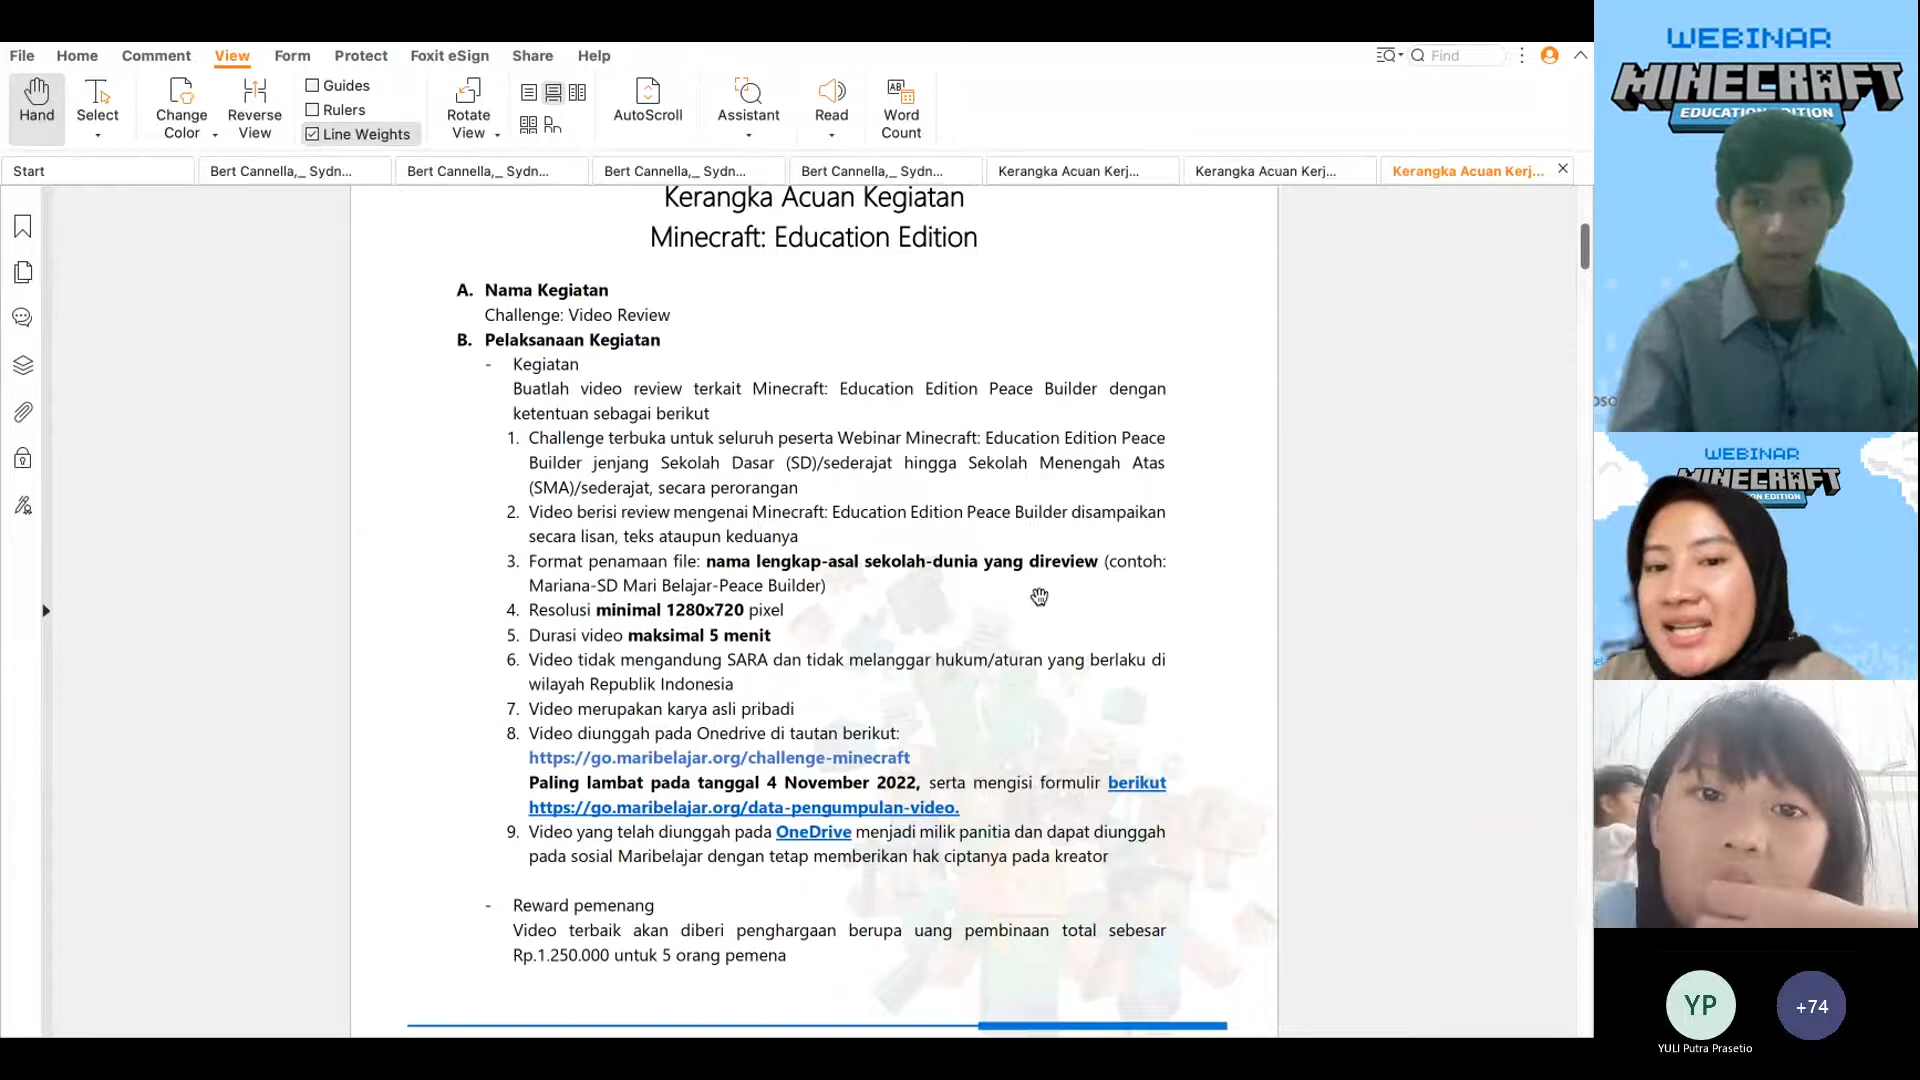 File Home Comment View Form Protect Foxit eSign Share Help
Find
Hand
Select
Change
Color
Reverse
View
Guides
Rulers
Line Weights
Rotate
View
AutoScroll
Assistant
Read
Word
Count
Start
Bert Cannella,_ Sydn...
Bert Cannella,_ Sydn...
Bert Cannella,_ Sydn...
Bert Cannella,_ Sydn...
Kerangka Acuan Kerj...
Kerangka Acuan Kerj...
Kerangka Acuan Kerj...
Kerangka Acuan Kegiatan
Minecraft: Education Edition
A. Nama Kegiatan
Challenge: Video Review
B. Pelaksanaan Kegiatan
- Kegiatan
Buatlah video review terkait Minecraft: Education Edition Peace Builder dengan
ketentuan sebagai berikut
1. Challenge terbuka untuk seluruh peserta Webinar Minecraft: Education Edition Peace
Builder jenjang Sekolah Dasar (SD)/sederajat hingga Sekolah Menengah Atas
(SMA)/sederajat, secara perorangan
2. Video berisi review mengenai Minecraft: Education Edition Peace Builder disampaikan
secara lisan, teks ataupun keduanya
3. Format penamaan file: nama lengkap-asal sekolah-dunia yang direview (contoh:
Mariana-SD Mari Belajar-Peace Builder)
4. Resolusi minimal 1280x720 pixel
5. Durasi video maksimal 5 menit
6. Video tidak mengandung SARA dan tidak melanggar hukum/aturan yang berlaku di
wilayah Republik Indonesia
7. Video merupakan karya asli pribadi
8. Video diunggah pada Onedrive di tautan berikut:
https://go.maribelajar.org/challenge-minecraft
Paling lambat pada tanggal 4 November 2022, serta mengisi formulir berikut
https://go.maribelajar.org/data-pengumpulan-video.
9. Video yang telah diunggah pada OneDrive menjadi milik panitia dan dapat diunggah
pada sosial Maribelajar dengan tetap memberikan hak ciptanya pada kreator
- Reward pemenang
Video terbaik akan diberi penghargaan berupa uang pembinaan total sebesar
Rp.1.250.000 untuk 5 orang pemena
WEBINAR
MINECRAFT
EDUCATION EDITION
WEBINAR
MINECRAFT
EDITION
YP
+74
YULI Putra Prasetio